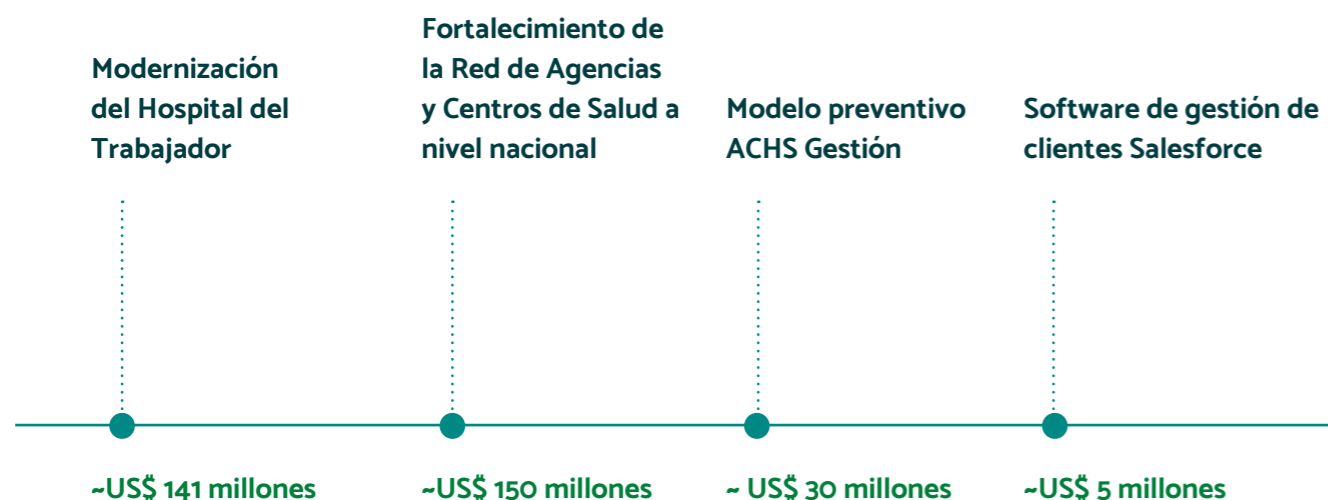 Modernización
del Hospital del
Trabajador
Fortalecimiento de
la Red de Agencias
y Centros de Salud a
nivel nacional
Modelo preventivo
ACHS Gestión
Software de gestión de
clientes Salesforce
~US$ 141 millones
~US$ 150 millones
~ US$ 30 millones
~US$ 5 millones